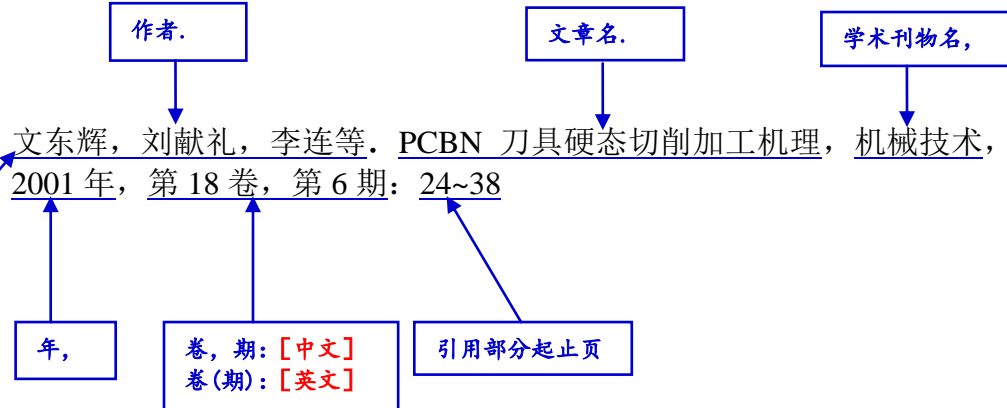 作者.
文章名.
学术刊物名,
文东辉，刘献礼，李连等. PCBN 刀具硬态切削加工机理，机械技术，
2001 年，第 18 卷，第 6 期：24~38
年,
卷, 期: [中文]
卷(期): [英文]
引用部分起止页